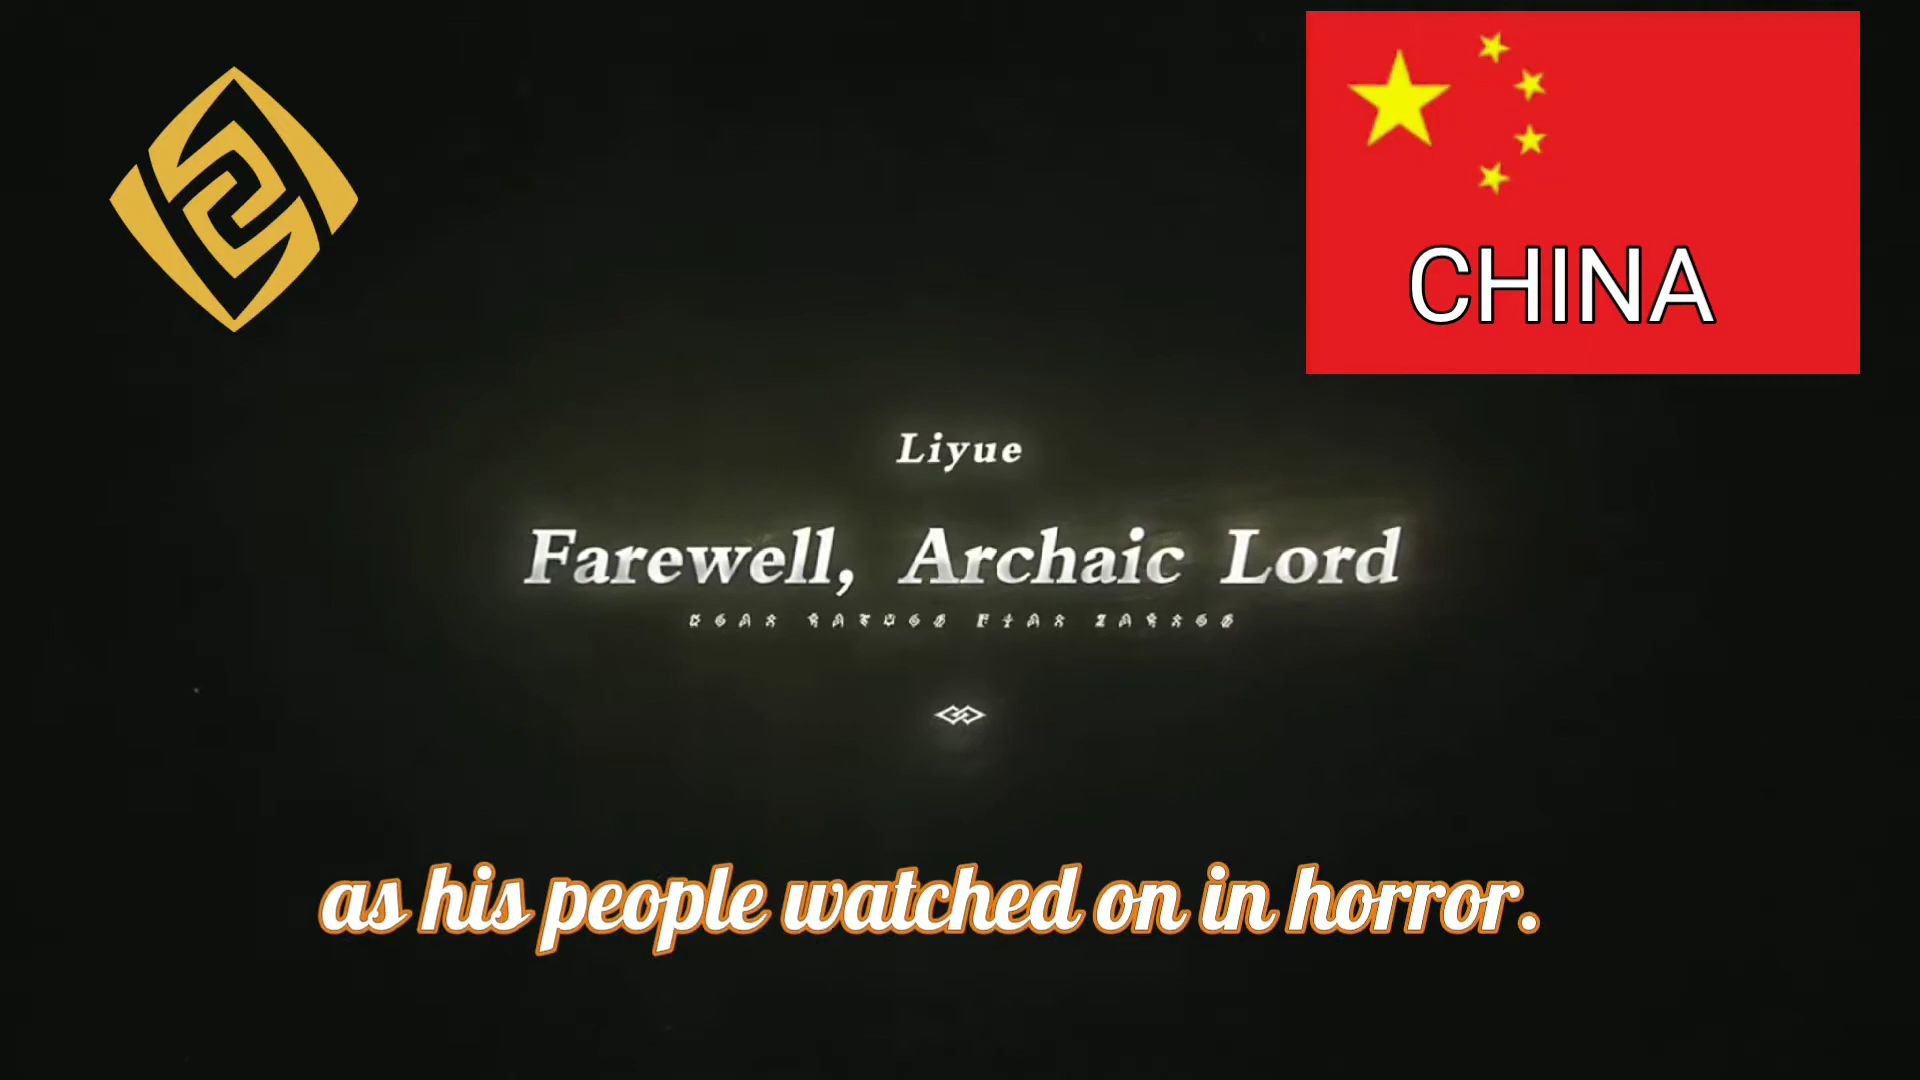 CHINA
Liyue
Farewell, Archaic Lord
as his people watched on in horror.